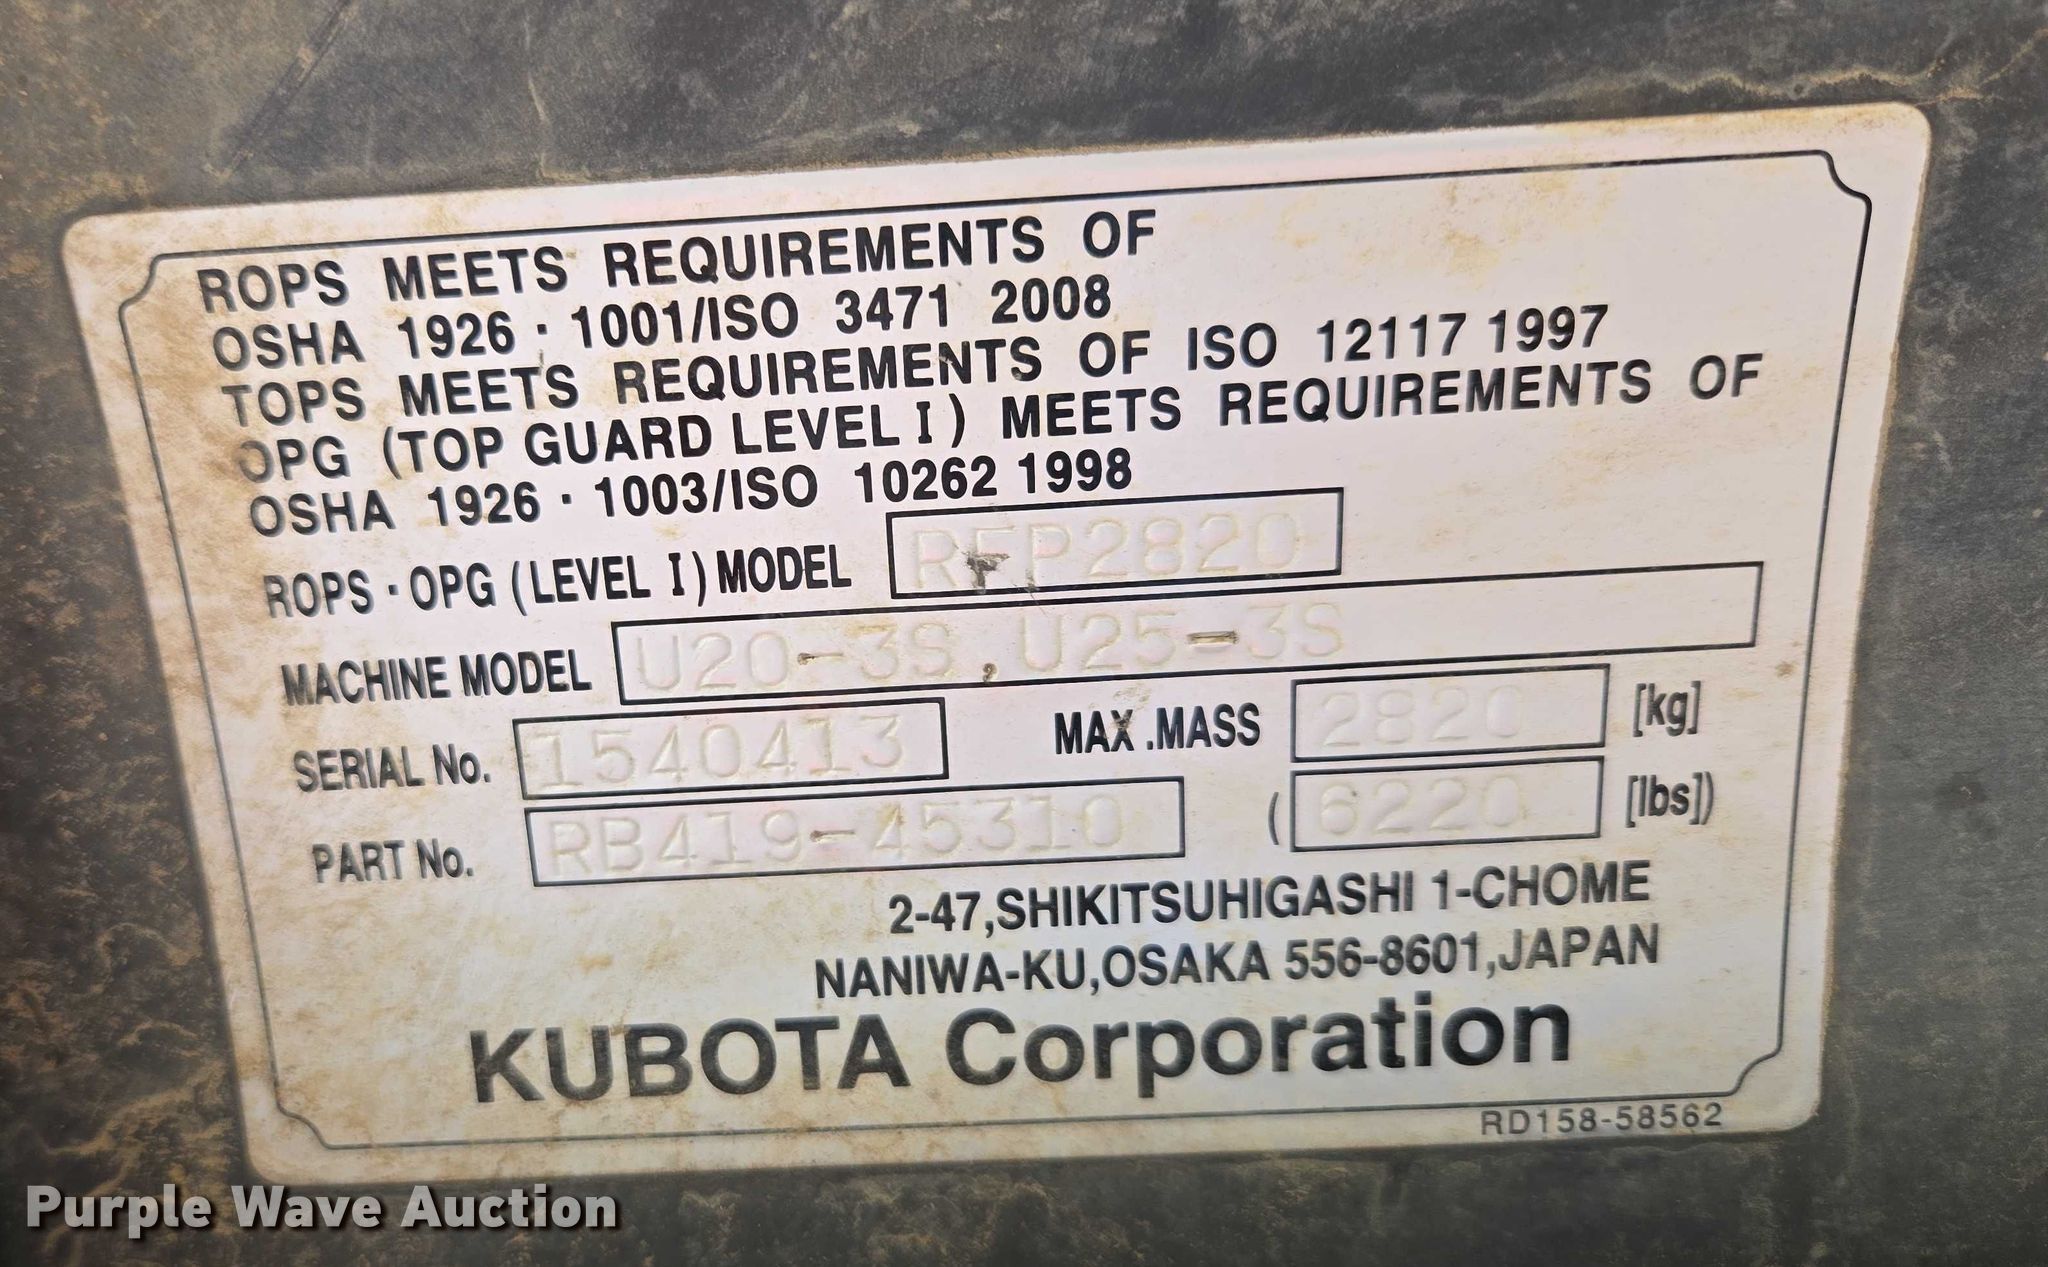 ROPS MEETS REQUIREMENTS OF
OSHA 1926 · 1001/ISO 3471 2008
TOPS MEETS REQUIREMENTS OF ISO 12117 1997
OPG (TOP GUARD LEVEL I) MEETS REQUIREMENTS OF
OSHA 1926 · 1003/ISO 10262 1998
ROPS · OPG (LEVEL I) MODEL RFP2820
MACHINE MODEL U20-3S, U25-3S
SERIAL No. 1540413 MAX .MASS 2820 [kg]
PART No. RB419-45310 (6220 [lbs])
2-47,SHIKITSUHIGASHI 1-CHOME
NANIWA-KU,OSAKA 556-8601,JAPAN
KUBOTA Corporation
RD158-58562
Purple Wave Auction